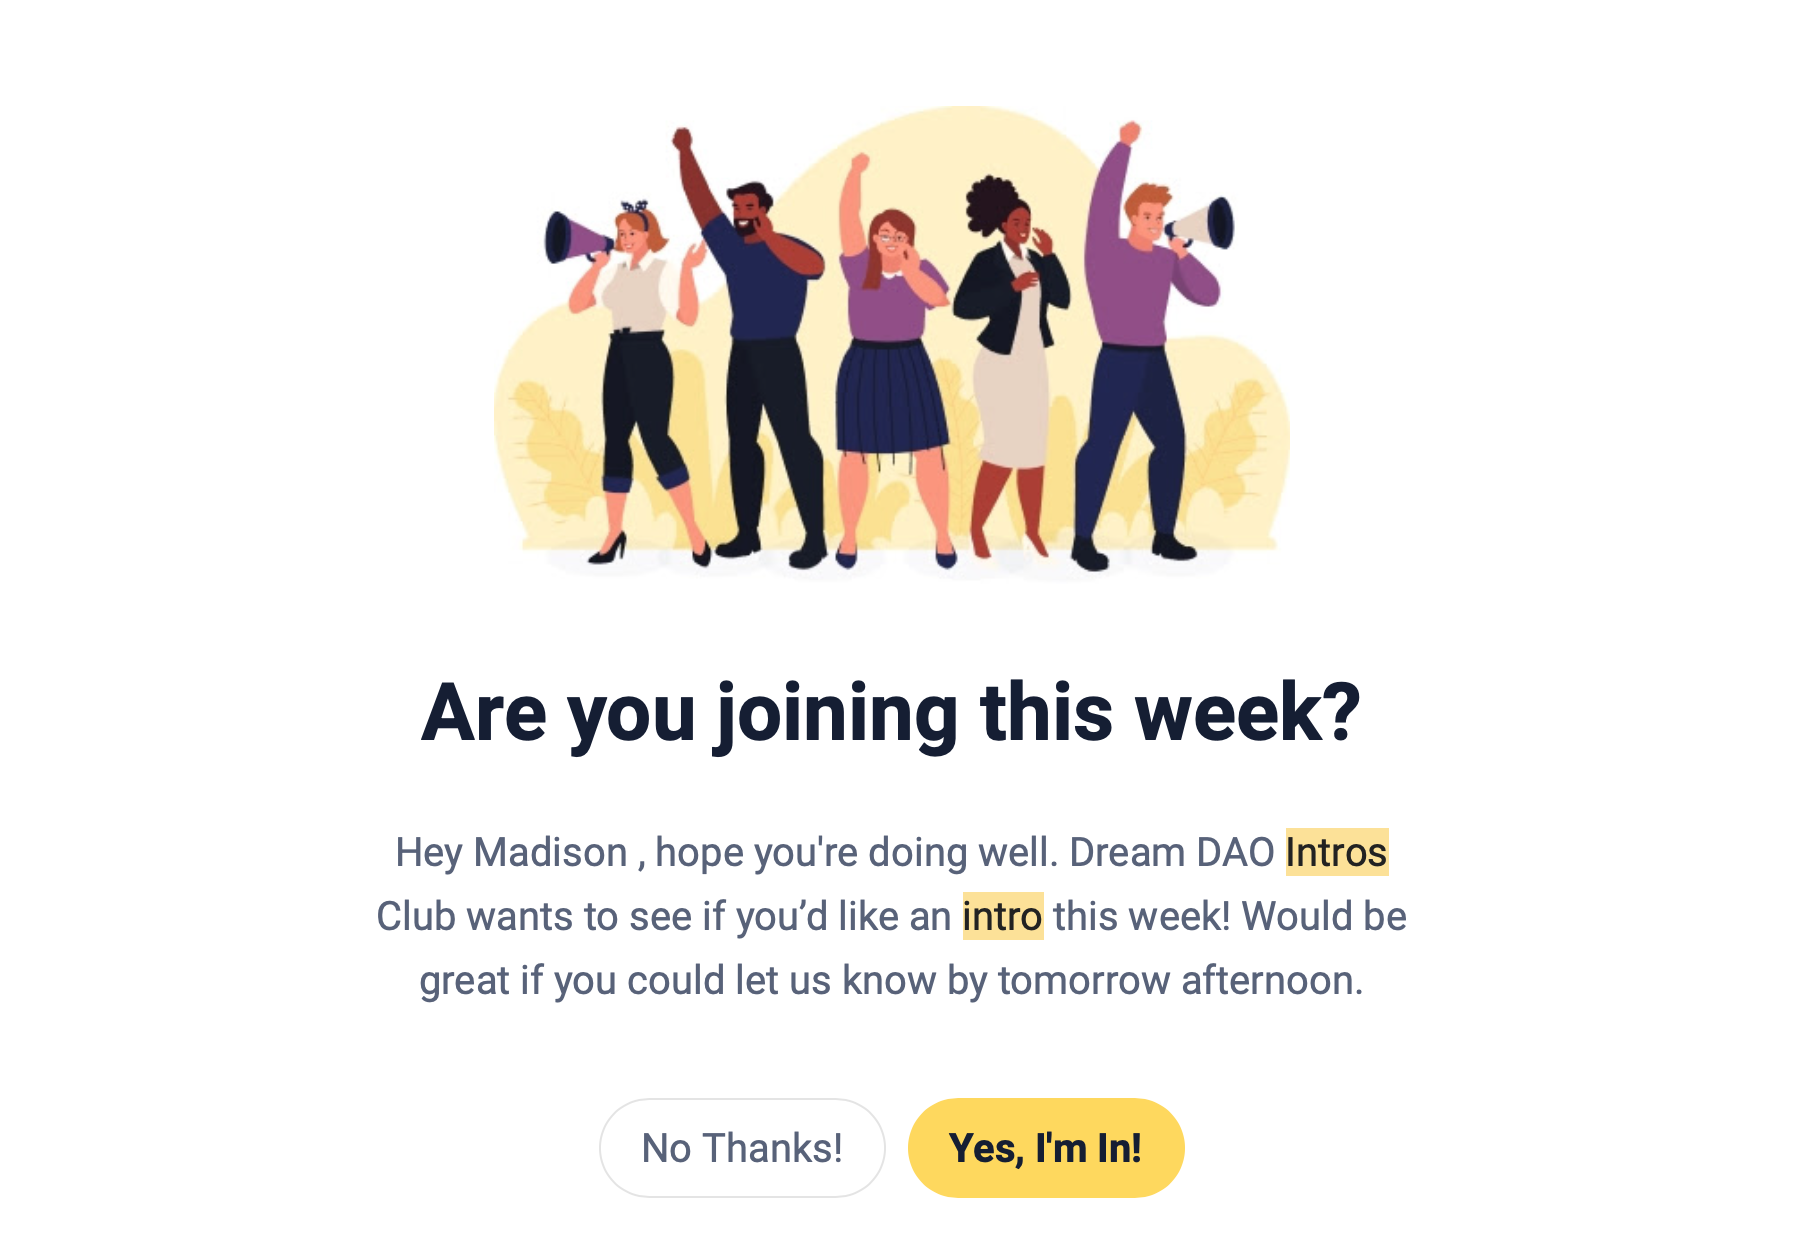 Are you joining this week?
Hey Madison , hope you're doing well. Dream DAO Intros
Club wants to see if you’d like an intro this week! Would be
great if you could let us know by tomorrow afternoon.
No Thanks!
Yes, I'm In!